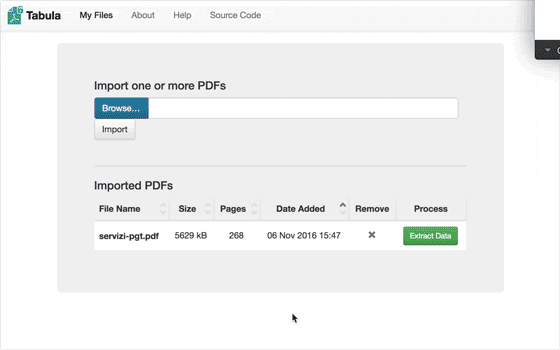 Tabula My Files About Help Source Code
Import one or more PDFs
Browse...
Import
Imported PDFs
File Name Size Pages Date Added Remove Process
servizi-pgt.pdf 5629 kB 268 06 Nov 2016 15:47 ✖ Extract Data